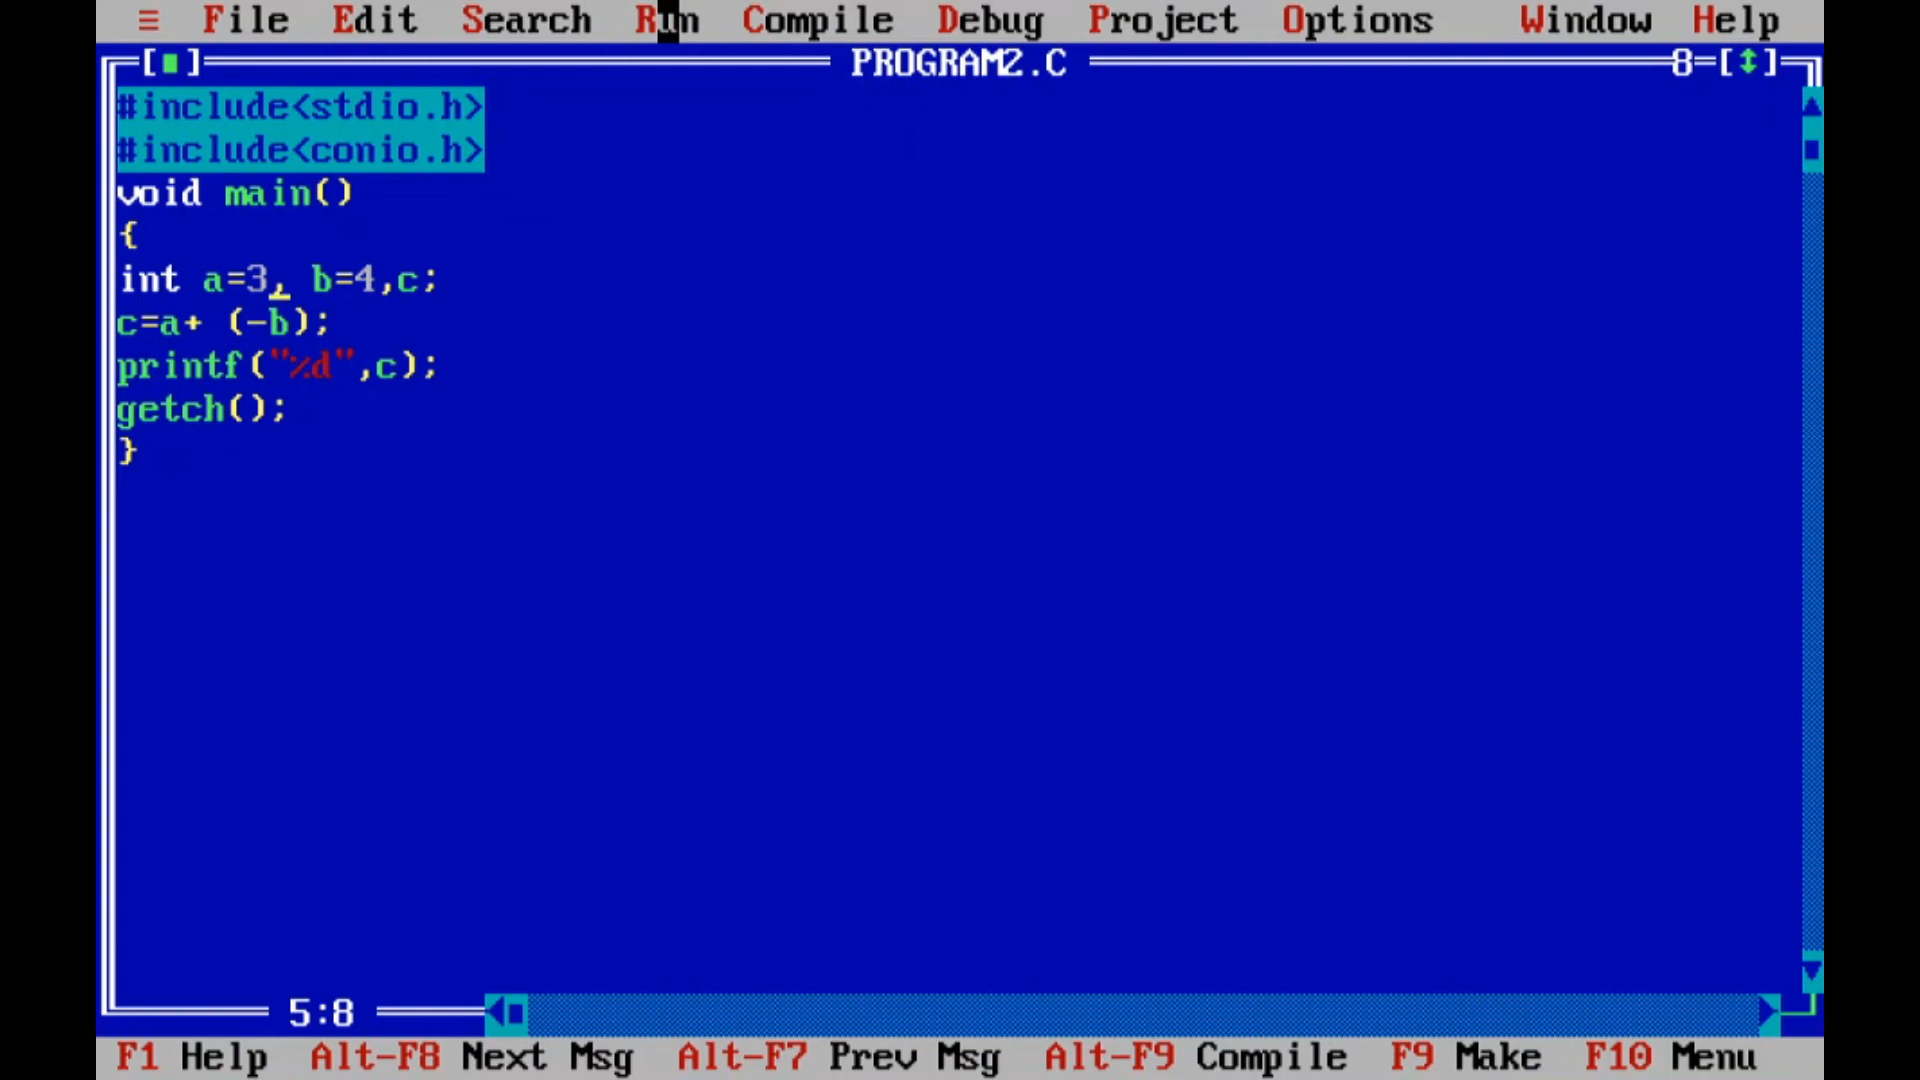 ≡ File Edit Search Run Compile Debug Project Options Window Help
[■] PROGRAM2.C 8=[↕]
#include<stdio.h>
#include<conio.h>
void main()
{
int a=3, b=4,c;
c=a+ (-b);
printf("%d",c);
getch();
}
5:8
F1 Help Alt-F8 Next Msg Alt-F7 Prev Msg Alt-F9 Compile F9 Make F10 Menu